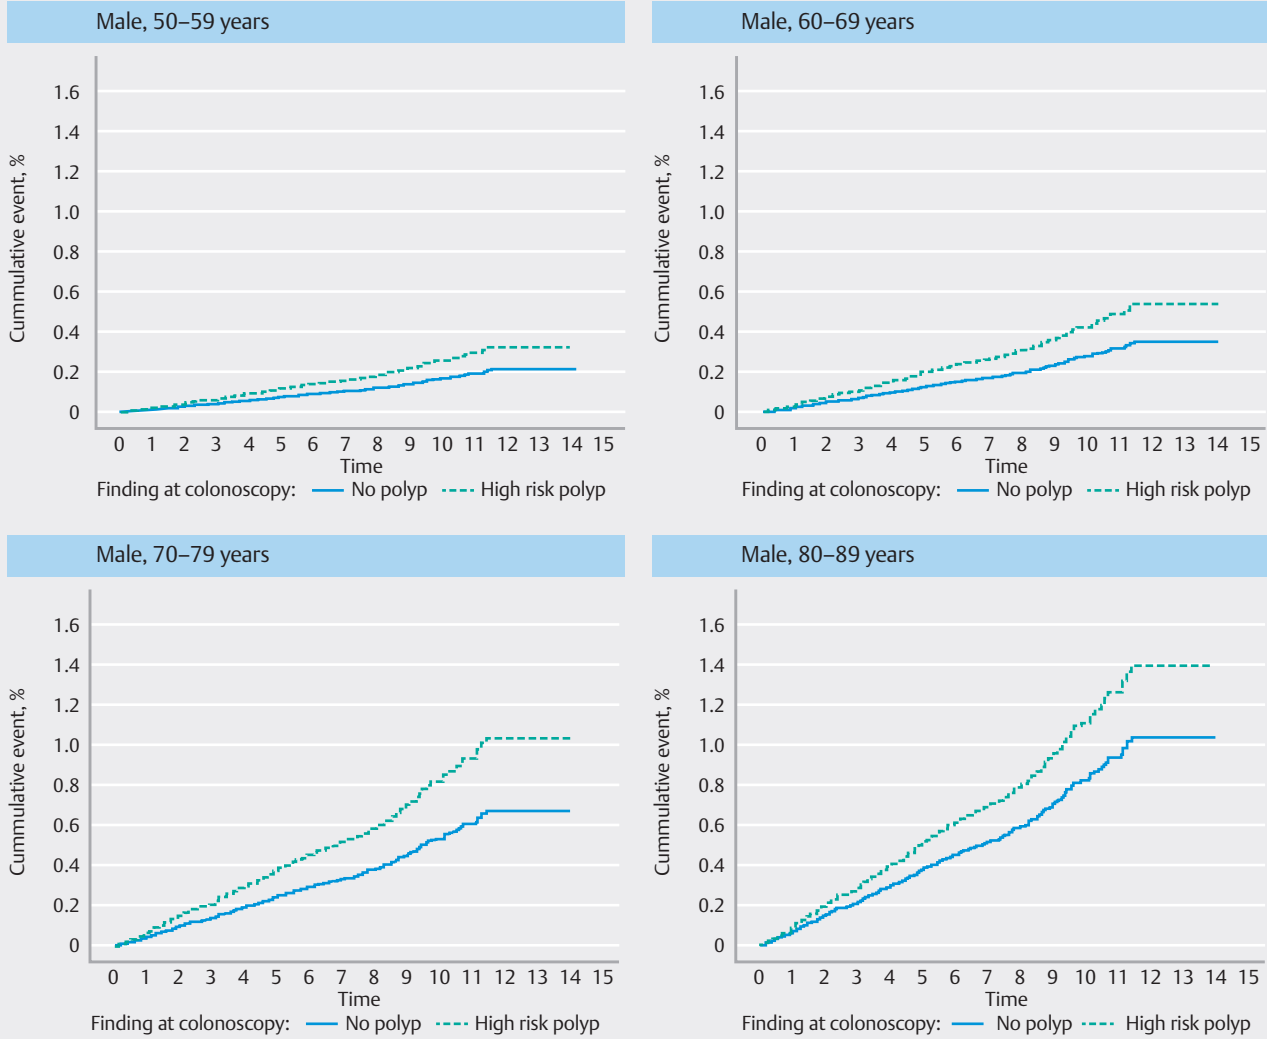 Male, 50–59 years
Cummulative event, %
1.6
1.4
1.2
1.0
0.8
0.6
0.4
0.2
0
0 1 2 3 4 5 6 7 8 9 10 11 12 13 14 15
Time
Finding at colonoscopy: No polyp High risk polyp
Male, 60–69 years
Cummulative event, %
1.6
1.4
1.2
1.0
0.8
0.6
0.4
0.2
0
0 1 2 3 4 5 6 7 8 9 10 11 12 13 14 15
Time
Finding at colonoscopy: No polyp High risk polyp
Male, 70–79 years
Cummulative event, %
1.6
1.4
1.2
1.0
0.8
0.6
0.4
0.2
0
0 1 2 3 4 5 6 7 8 9 10 11 12 13 14 15
Time
Finding at colonoscopy: No polyp High risk polyp
Male, 80–89 years
Cummulative event, %
1.6
1.4
1.2
1.0
0.8
0.6
0.4
0.2
0
0 1 2 3 4 5 6 7 8 9 10 11 12 13 14 15
Time
Finding at colonoscopy: No polyp High risk polyp